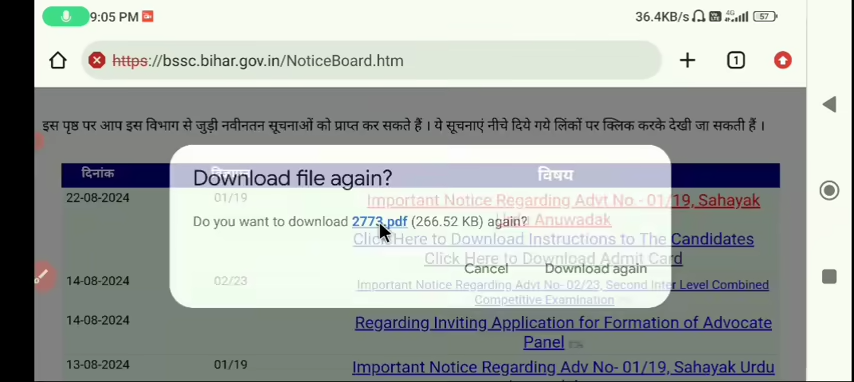 9:05 PM
36.4KB/s 4G 57
https://bssc.bihar.gov.in/NoticeBoard.htm
1
इस पृष्ठ पर आप इस विभाग से जुड़ी नवीनतन सूचनाओं को प्राप्त कर सकते हैं । ये सूचनाएं नीचे दिये गये लिंकों पर क्लिक करके देखी जा सकती हैं ।
दिनांक
विषय
Download file again?
22-08-2024 01/19 Important Notice Regarding Advt No - 01/19, Sahayak
Do you want to download 2773.pdf (266.52 KB) again?
Anuwadak
Click Here to Download Instructions to The Candidates
Click Here to Download Admit Card
Cancel Download again
14-08-2024 02/23 Important Notice Regarding Advt No- 02/23, Second Inter Level Combined
Competitive Examination
14-08-2024 Regarding Inviting Application for Formation of Advocate
Panel
13-08-2024 01/19 Important Notice Regarding Advt No- 01/19, Sahayak Urdu